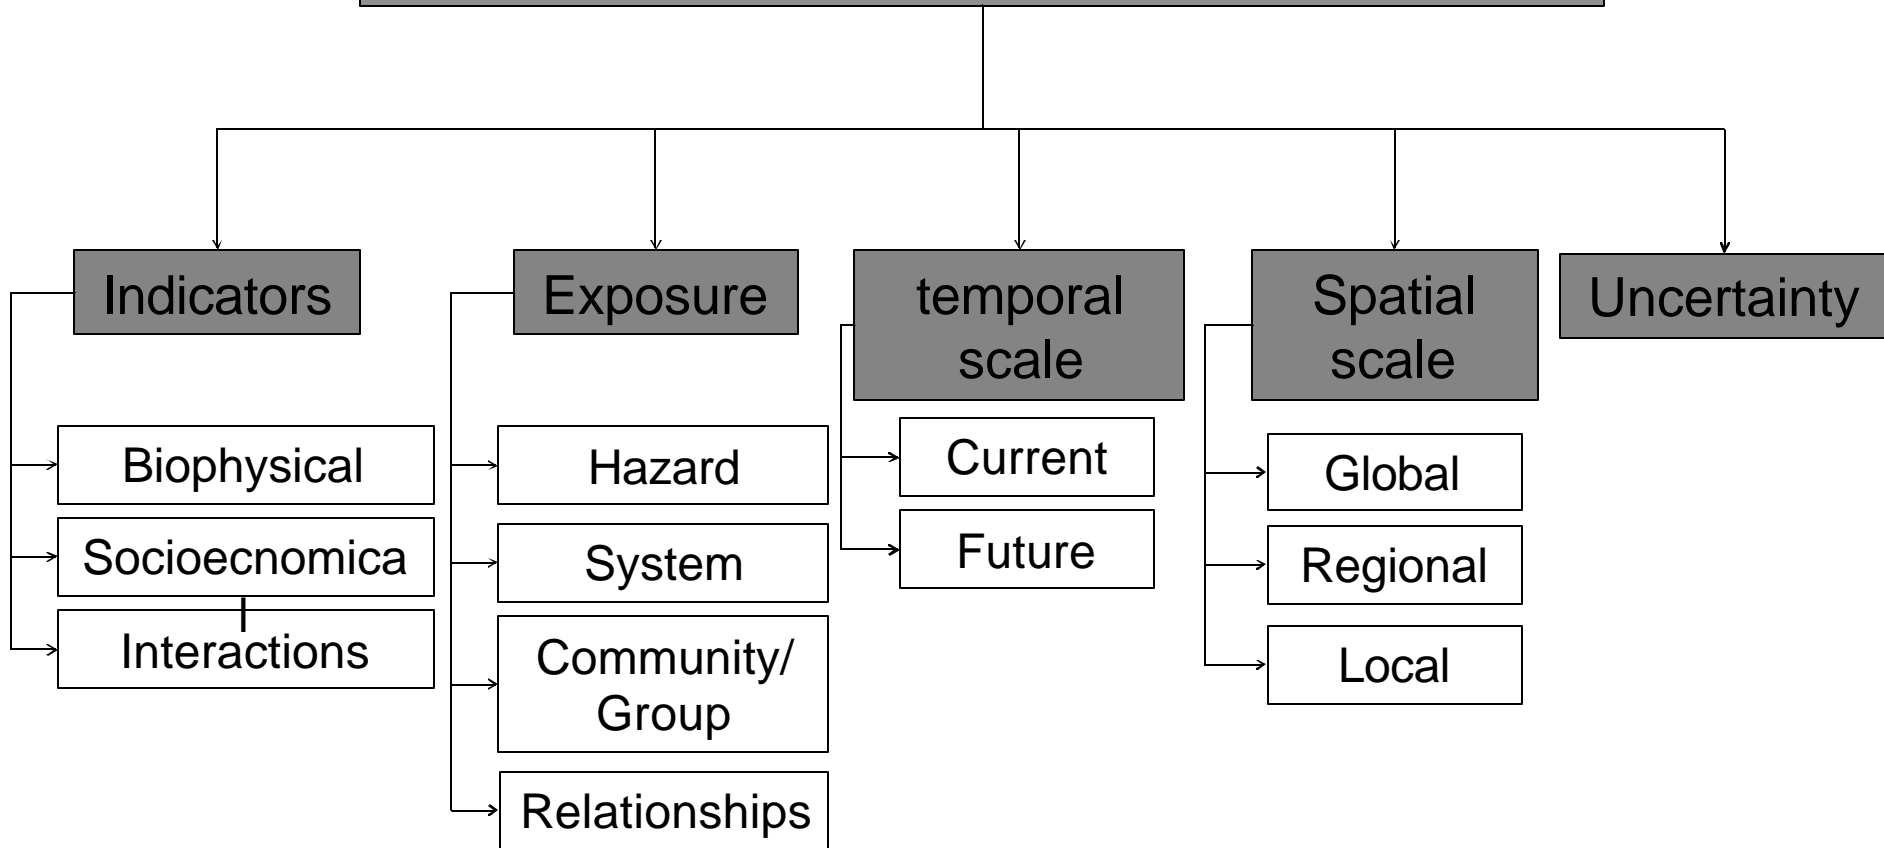 Indicators
Biophysical
Socioecnomica
l
Interactions
Exposure
Hazard
System
Community/
Group
Relationships
temporal
scale
Current
Future
Spatial
scale
Global
Regional
Local
Uncertainty